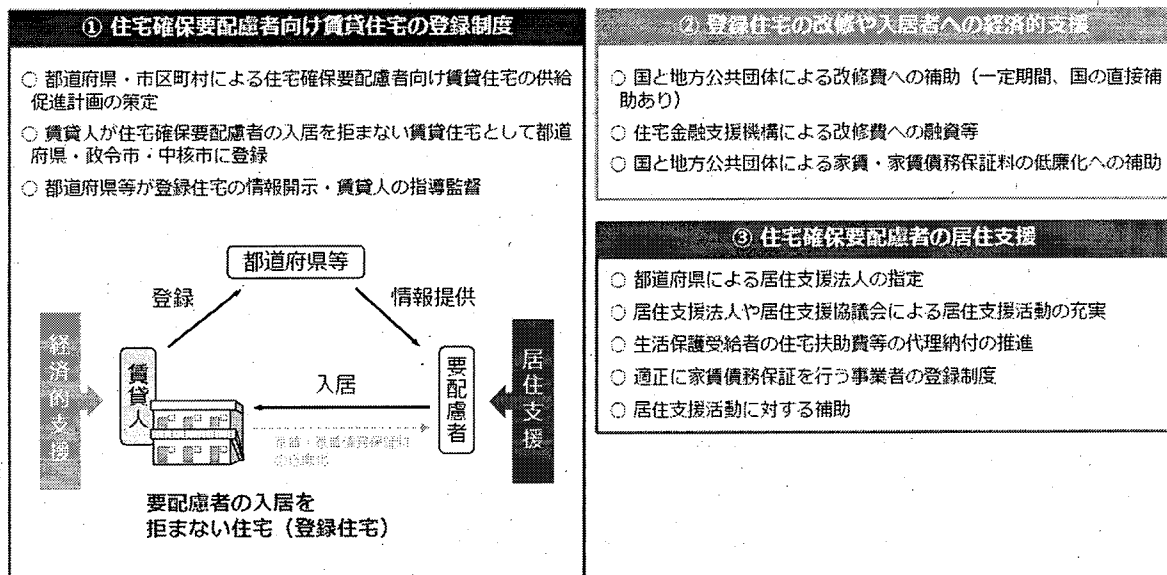 ① 住宅確保要配慮者向け賃貸住宅の登録制度
○ 都道府県・市区町村による住宅確保要配慮者向け賃貸住宅の供給
促進計画の策定
○ 賃貸人が住宅確保要配慮者の入居を拒まない賃貸住宅として都道
府県・政令市・中核市に登録
○ 都道府県等が登録住宅の情報開示・賃貸人の指導監督
都道府県等
登録
情報提供
経済的支援
賃貸人
入居
要配慮者
居住支援
家賃・家賃債務保証料
の低廉化
要配慮者の入居を
拒まない住宅（登録住宅）
② 登録住宅の改修や入居者への経済的支援
○ 国と地方公共団体による改修費への補助（一定期間、国の直接補
助あり）
○ 住宅金融支援機構による改修費への融資等
○ 国と地方公共団体による家賃・家賃債務保証料の低廉化への補助
③ 住宅確保要配慮者の居住支援
○ 都道府県による居住支援法人の指定
○ 居住支援法人や居住支援協議会による居住支援活動の充実
○ 生活保護受給者の住宅扶助費等の代理納付の推進
○ 適正に家賃債務保証を行う事業者の登録制度
○ 居住支援活動に対する補助